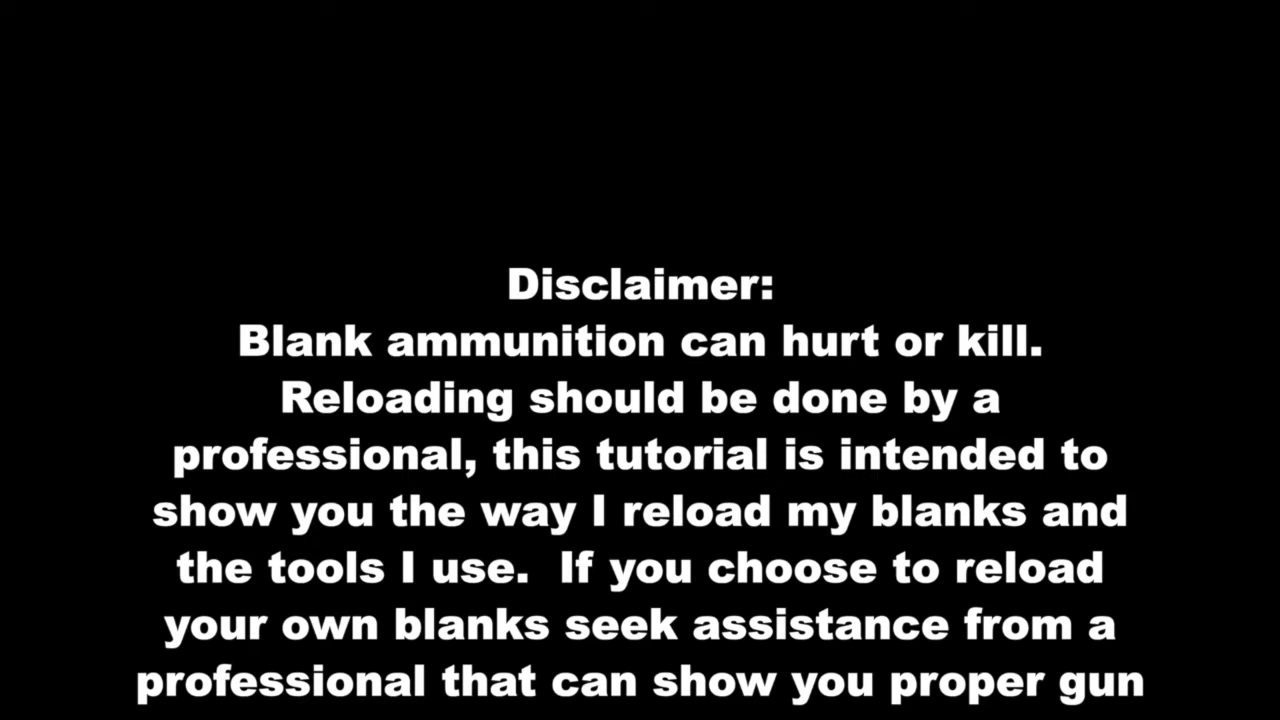 Disclaimer:
Blank ammunition can hurt or kill.
Reloading should be done by a
professional, this tutorial is intended to
show you the way I reload my blanks and
the tools I use.  If you choose to reload
your own blanks seek assistance from a
professional that can show you proper gun